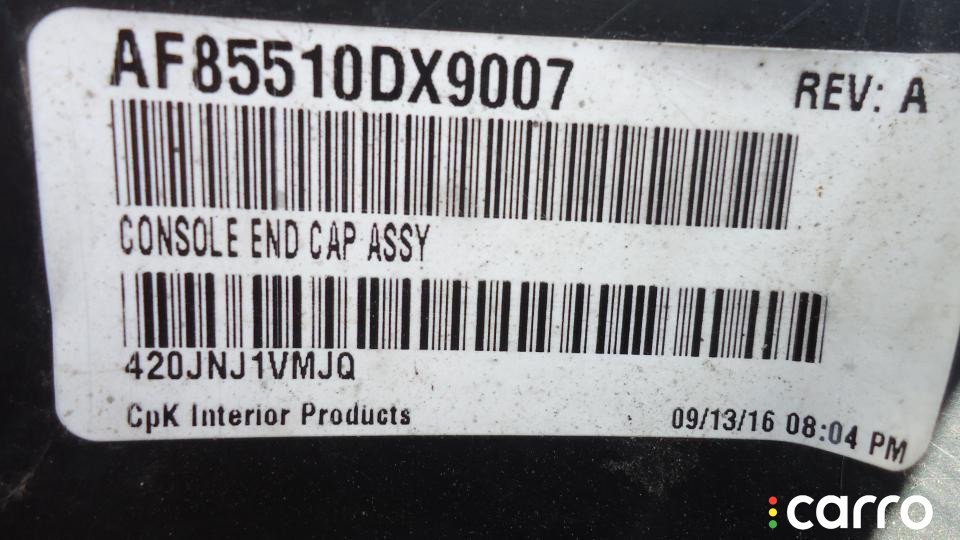 AF85510DX9007
REV: A
CONSOLE END CAP ASSY
420JNJ1VMJQ
CpK Interior Products
09/13/16 08:04 PM
carro